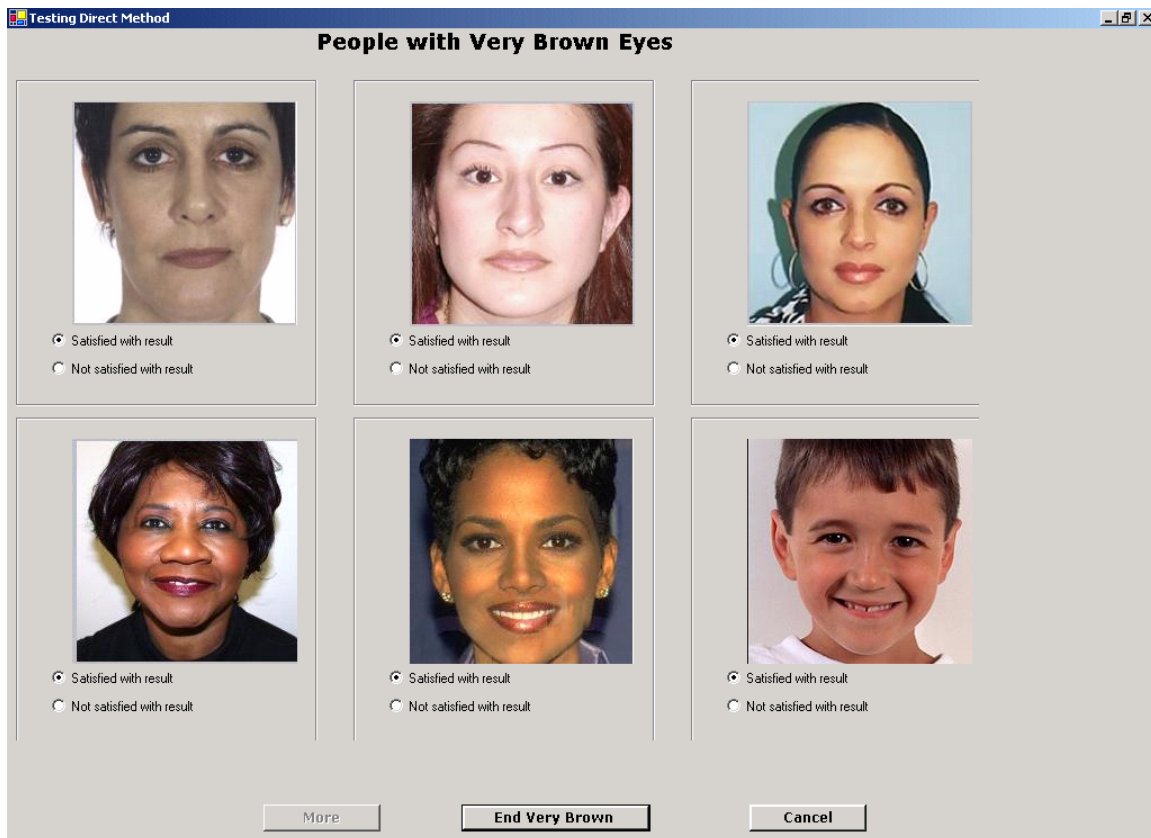 Testing Direct Method
People with Very Brown Eyes
Satisfied with result
Not satisfied with result
Satisfied with result
Not satisfied with result
Satisfied with result
Not satisfied with result
Satisfied with result
Not satisfied with result
Satisfied with result
Not satisfied with result
Satisfied with result
Not satisfied with result
More
End Very Brown
Cancel